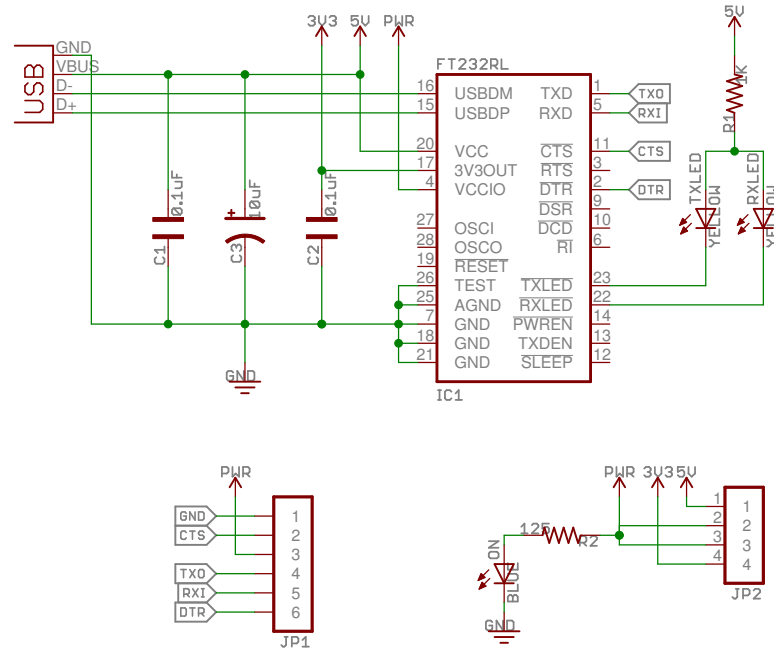 3V3 5V PWR
5V
USB
GND
VBUS
D-
D+
FT232RL
16 USBDM TXD 1 TXO
15 USBDP RXD 5 RXI
20 VCC CTS 11 CTS
17 3V3OUT RTS 3
4 VCCIO DTR 2 DTR
DSR 9
27 OSCI DCD 10
28 OSCO RI 6
19 RESET
26 TEST TXLED 23
25 AGND RXLED 22
7 GND PWREN 14
18 GND TXDEN 13
21 GND SLEEP 12
IC1
C1 0.1uF
C3 10uF
+
C2 0.1uF
GND
R1 1K
TXLED
YELLOW
RXLED
YELLOW
PWR
GND 1
CTS 2
3
TXO 4
RXI 5
DTR 6
JP1
PWR 3V3 5V
125
R2
ON
BLUE
GND
1 1
2 2
3 3
4 4
JP2